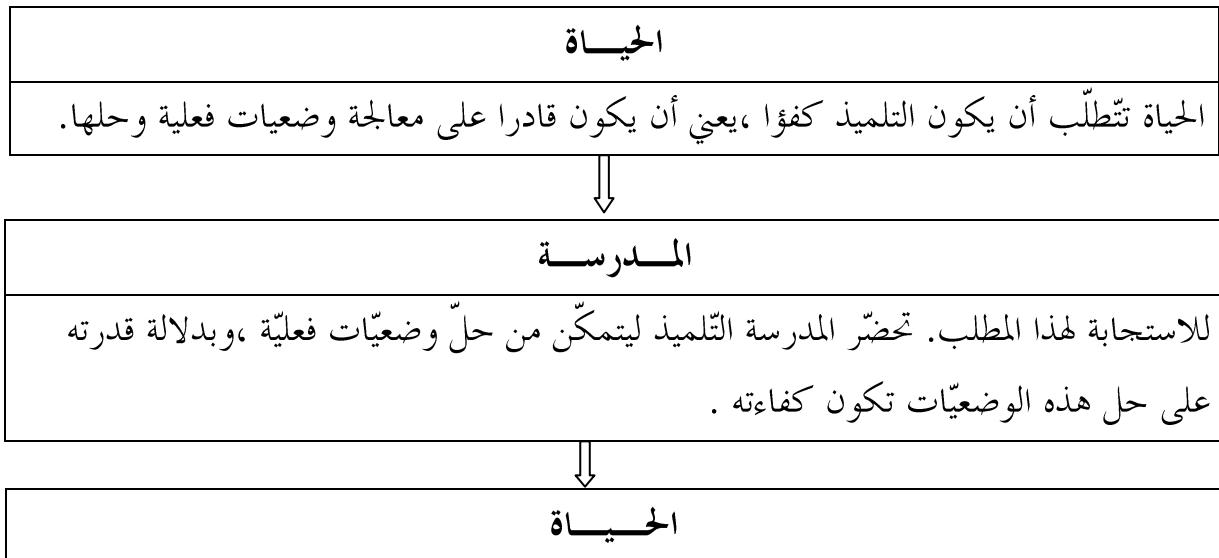 الحيـــاة
الحياة تتّطلّب أن يكون التلميذ كفؤا ،يعني أن يكون قادرا على معالجة وضعيات فعلية وحلها.
المـــدرســـة
للاستجابة لهذا المطلب. تحضّر المدرسة التّلميذ ليتمكّن من حلّ وضعيّات فعليّة ،وبدلالة قدرته
على حل هذه الوضعيّات تكون كفاءته .
الحـــيـــــاة